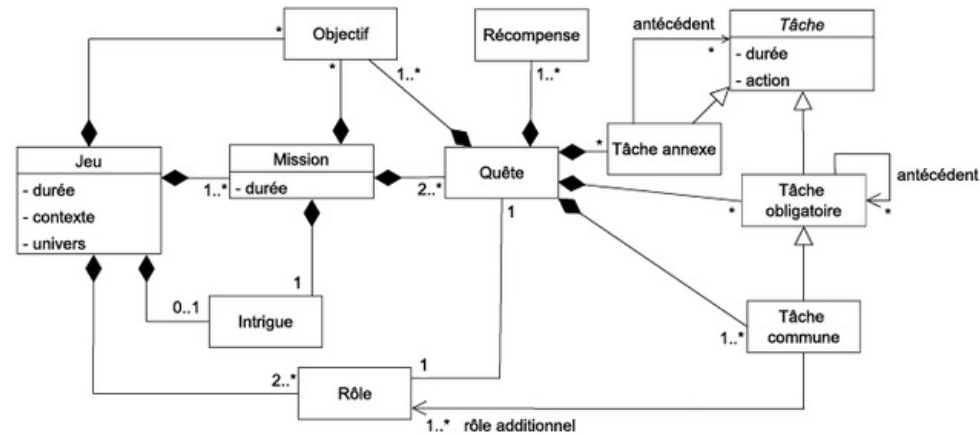 antécédent
Tâche
*
Objectif
Récompense
*
- durée
*
1..*
1..*
- action
Jeu
Mission
*
Tâche annexe
- durée
- durée
Quête
antécédent
1..*
2..*
Tâche
obligatoire
- contexte
1
*
*
- univers
1
0..1
Intrigue
Tâche
commune
1..*
1
2..*
Rôle
1..*
rôle additionnel